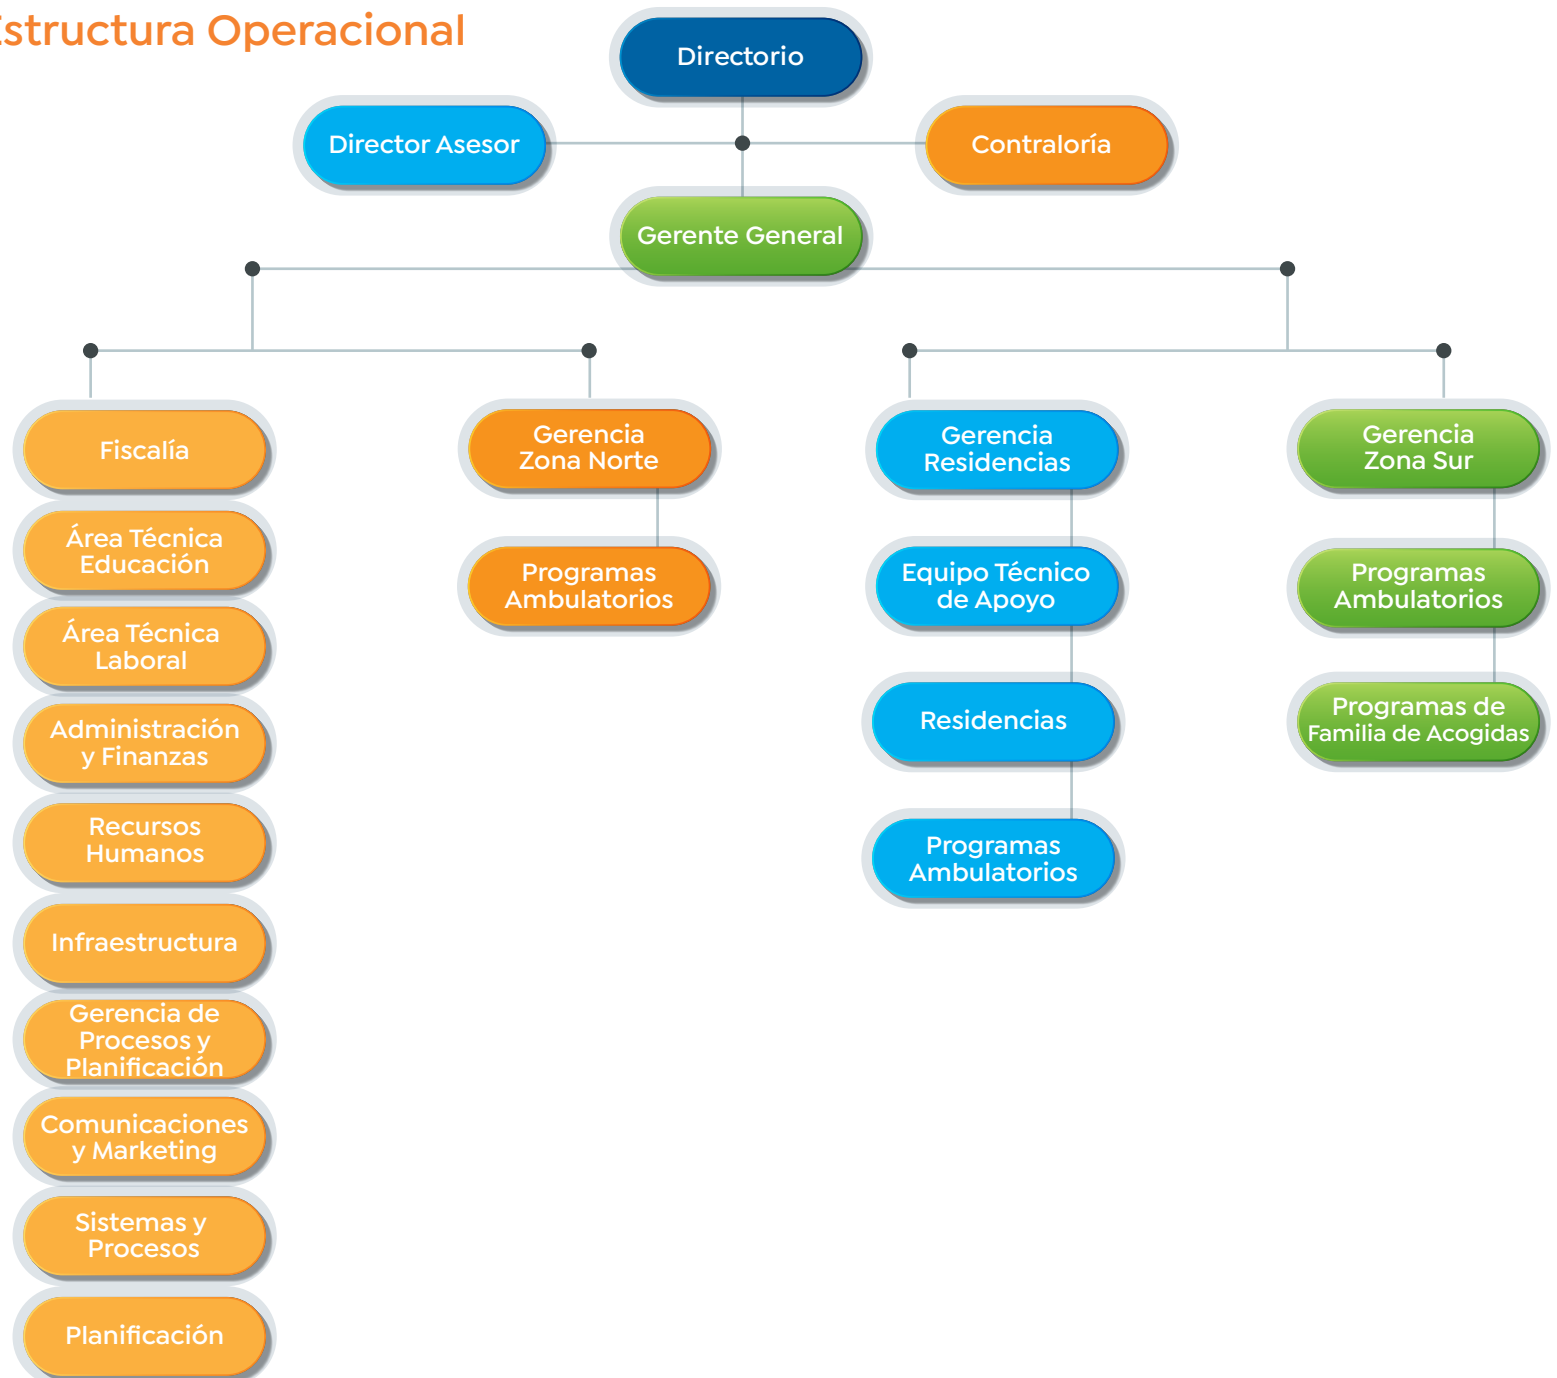 Estructura Operacional
Directorio
Director Asesor
Contraloría
Gerente General
Fiscalía
Área Técnica
Educación
Área Técnica
Laboral
Administración
y Finanzas
Recursos
Humanos
Infraestructura
Gerencia de
Procesos y
Planificación
Comunicaciones
y Marketing
Sistemas y
Procesos
Planificación
Gerencia
Zona Norte
Programas
Ambulatorios
Gerencia
Residencias
Equipo Técnico
de Apoyo
Residencias
Programas
Ambulatorios
Gerencia
Zona Sur
Programas
Ambulatorios
Programas de
Familia de Acogidas